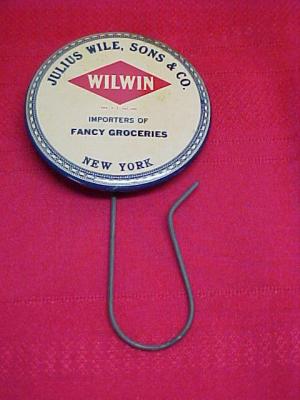 JULIUS WILE, SONS & CO.
WILWIN
IMPORTERS OF
FANCY GROCERIES
NEW YORK